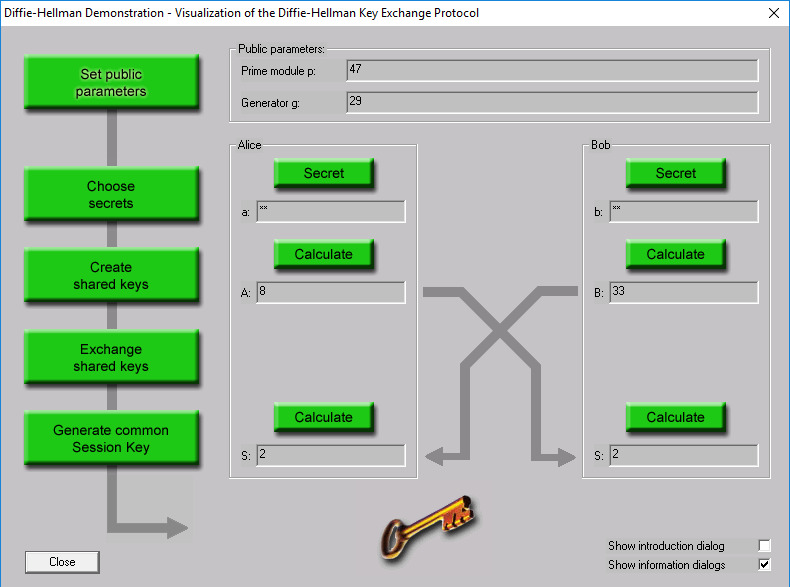 Diffie-Hellman Demonstration - Visualization of the Diffie-Hellman Key Exchange Protocol
Set public
parameters
Choose
secrets
Create
shared keys
Exchange
shared keys
Generate common
Session Key
Public parameters:
Prime module p: 47
Generator g: 29
Alice
Secret
a: **
Calculate
A: 8
Calculate
S: 2
Bob
Secret
b: **
Calculate
B: 33
Calculate
S: 2
Close
Show introduction dialog
Show information dialogs